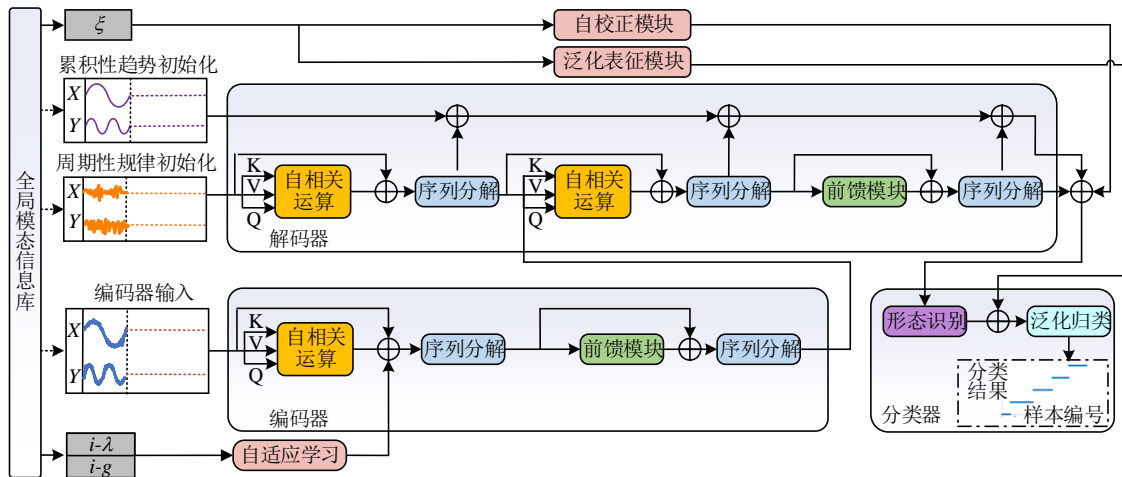 全局模态信息库
ξ
自校正模块
泛化表征模块
累积性趋势初始化
X
Y
周期性规律初始化
X
Y
K
V
Q
自相关
运算
序列分解
K
V
Q
自相关
运算
序列分解
前馈模块
序列分解
解码器
编码器输入
X
Y
K
V
Q
自相关
运算
序列分解
前馈模块
序列分解
编码器
形态识别
泛化归类
分类
结果
样本编号
分类器
i-λ
i-g
自适应学习